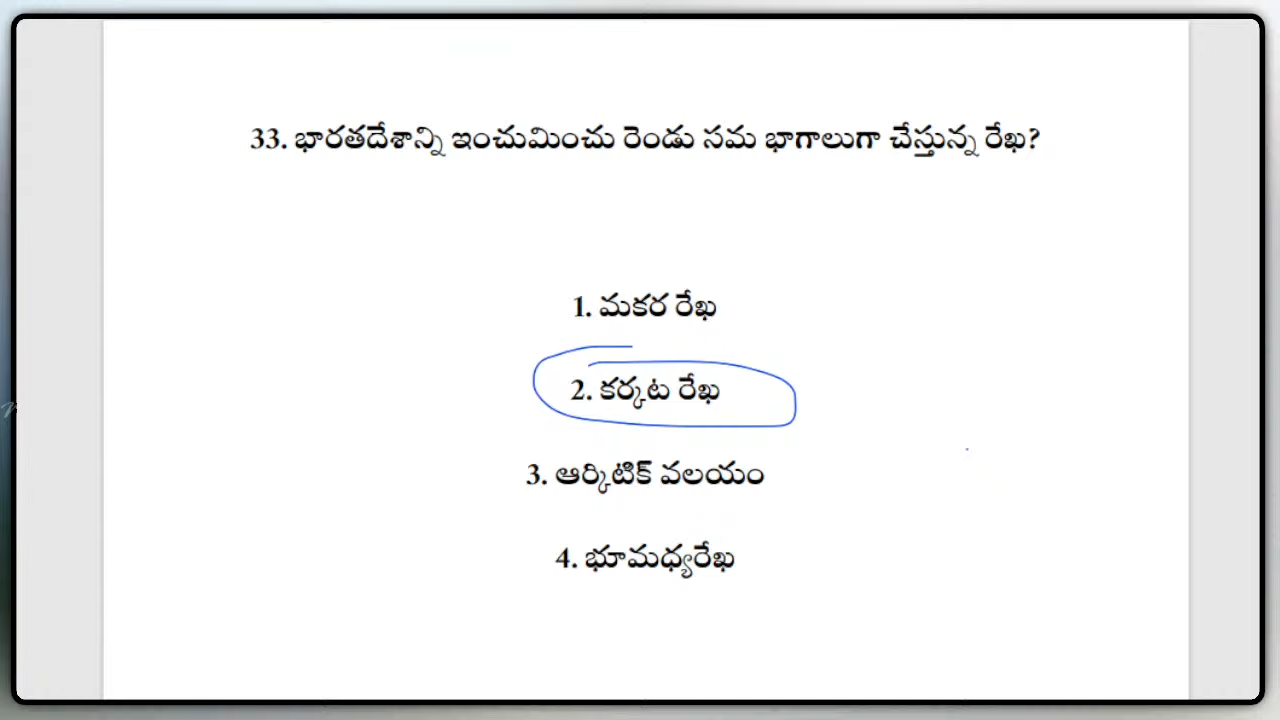 33. భారతదేశాన్ని ఇంచుమించు రెండు సమ భాగాలుగా చేస్తున్న రేఖ?
1. మకర రేఖ
2. కర్కట రేఖ
3. ఆర్కిటిక్ వలయం
4. భూమధ్యరేఖ